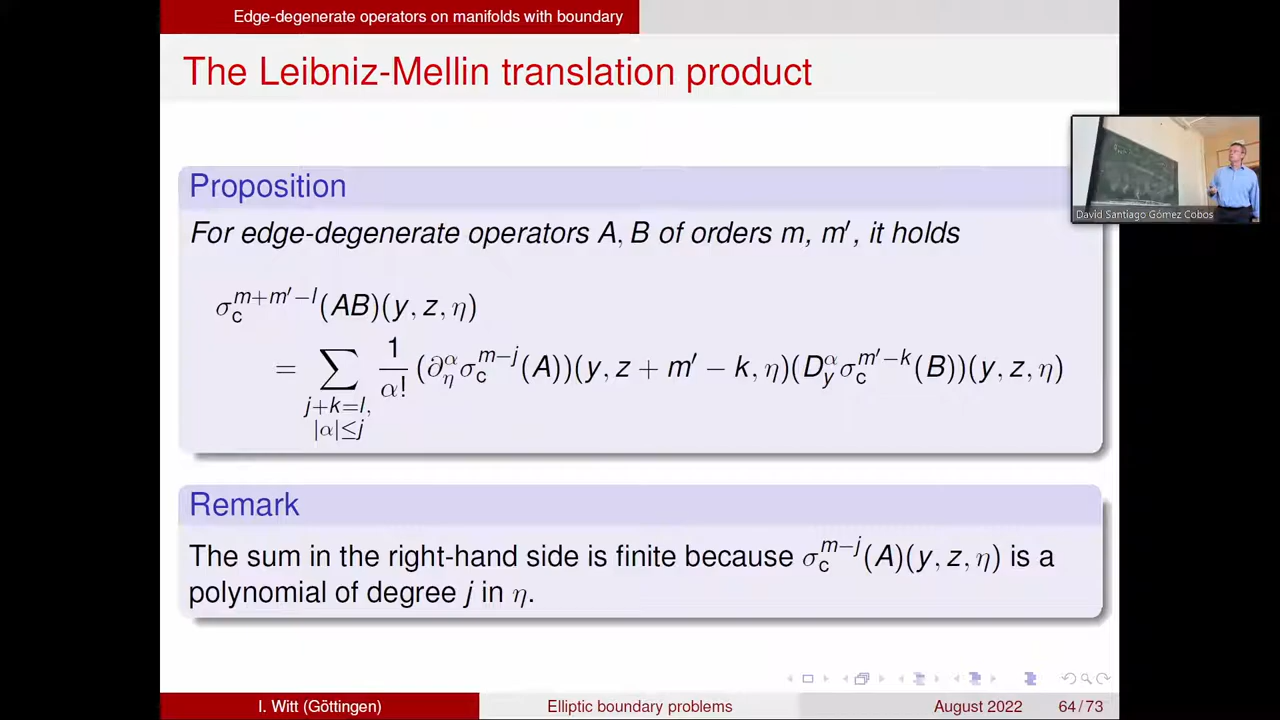 Edge-degenerate operators on manifolds with boundary
The Leibniz-Mellin translation product
Proposition
For edge-degenerate operators A, B of orders m, m′, it holds
σ_c^{m+m′−l}(AB)(y, z, η)
= ∑_{j+k=l, |α|≤j} \frac{1}{α!} (∂_η^α σ_c^{m−j}(A))(y, z + m′ − k, η)(D_y^α σ_c^{m′−k}(B))(y, z, η)
Remark
The sum in the right-hand side is finite because σ_c^{m−j}(A)(y, z, η) is a
polynomial of degree j in η.
David Santiago Gómez Cobos
I. Witt (Göttingen)
Elliptic boundary problems
August 2022
64 / 73